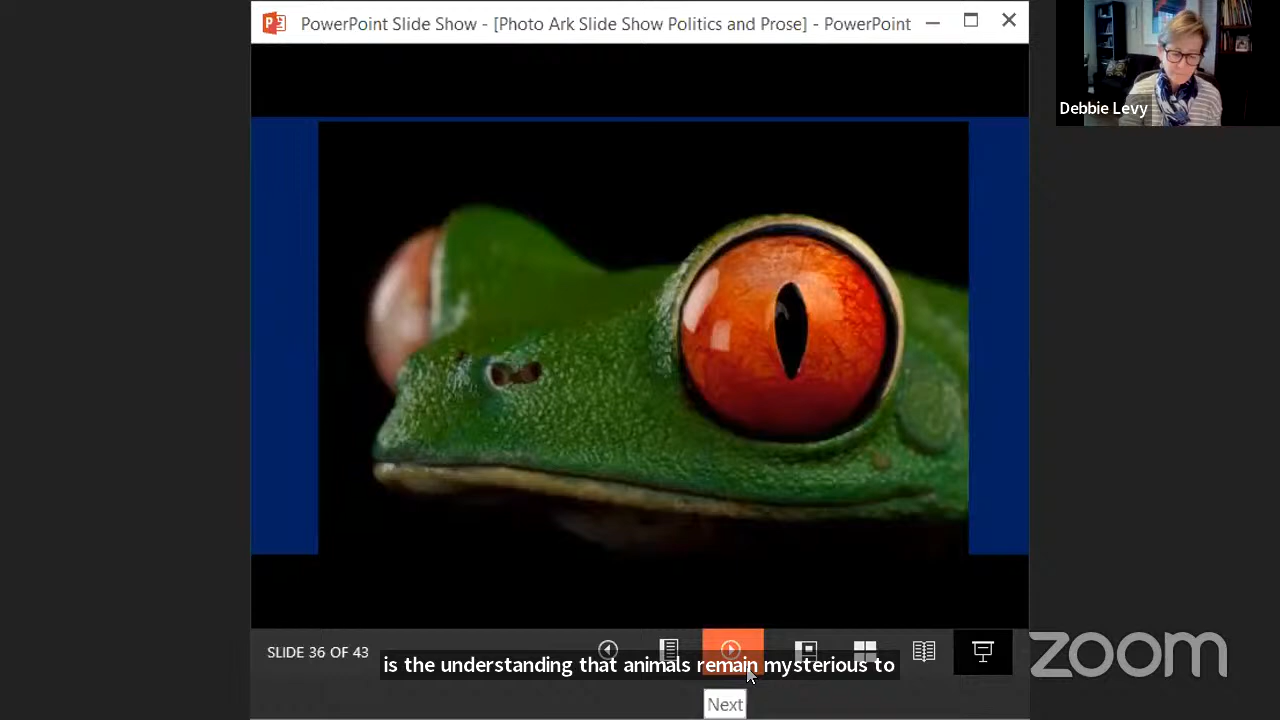 PowerPoint Slide Show - [Photo Ark Slide Show Politics and Prose] - PowerPoint
Debbie Levy
SLIDE 36 OF 43
is the understanding that animals remain mysterious to
zoom
Next